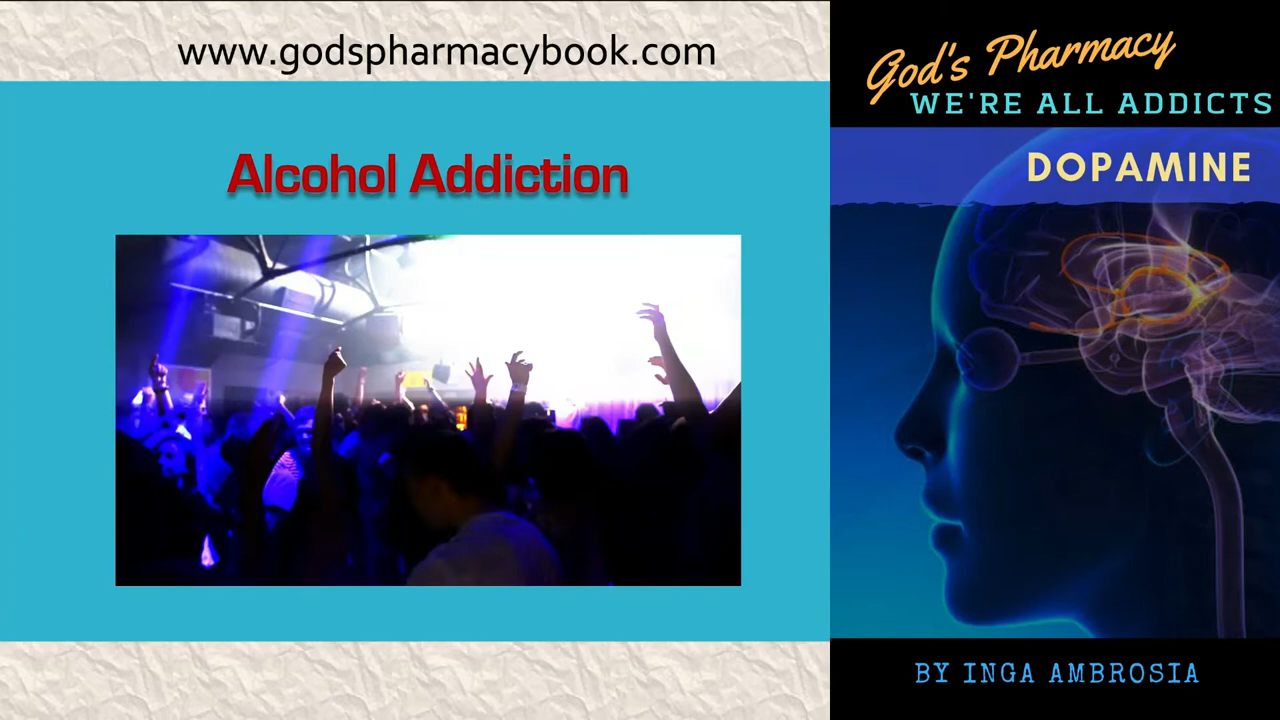 www.godspharmacybook.com
Alcohol Addiction
God's Pharmacy
WE'RE ALL ADDICTS
DOPAMINE
BY INGA AMBROSIA